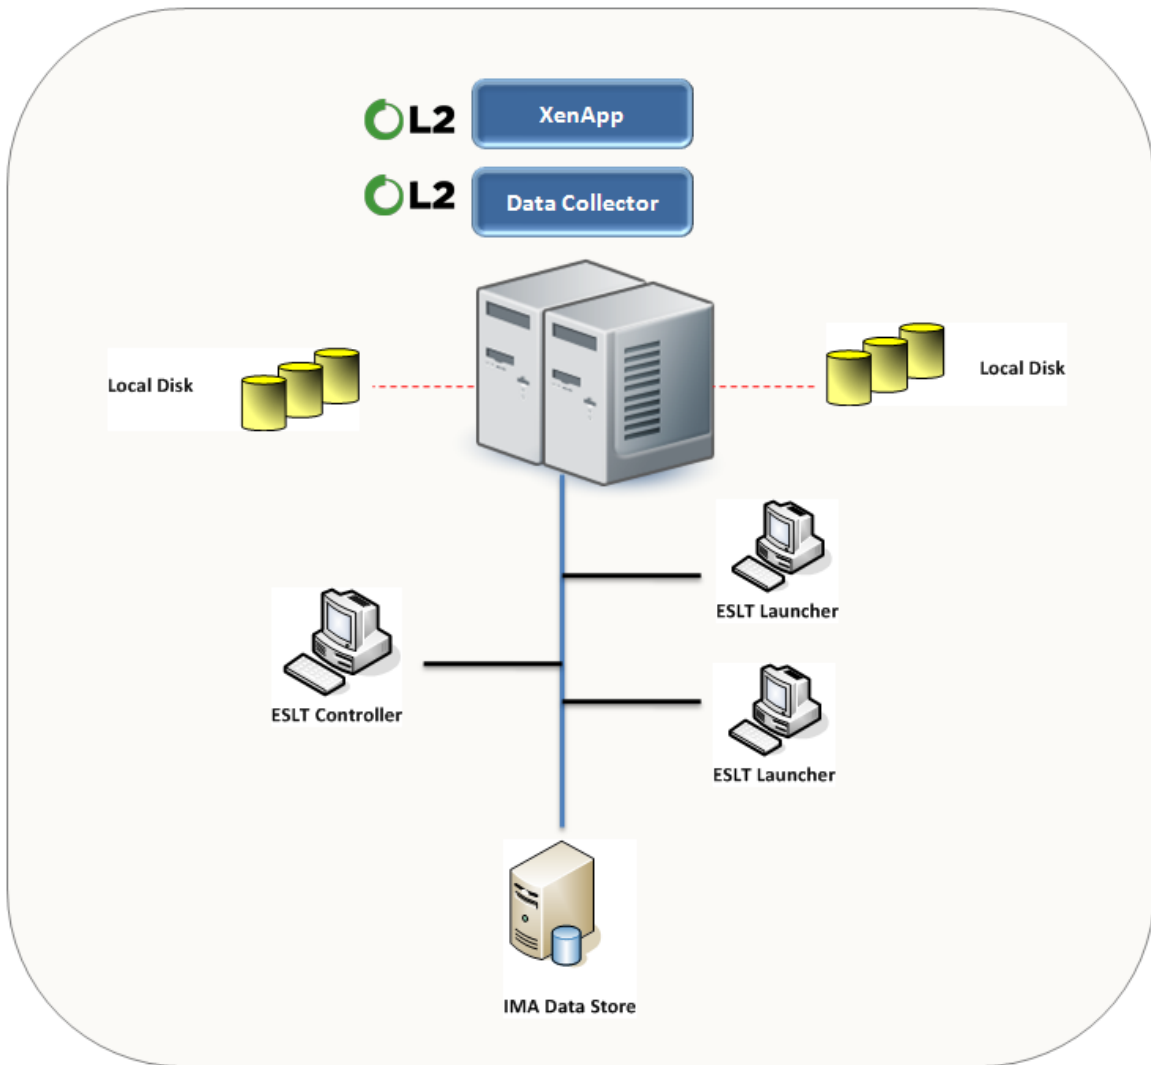 L2
XenApp
L2
Data Collector
Local Disk
Local Disk
ESLT Launcher
ESLT Controller
ESLT Launcher
IMA Data Store